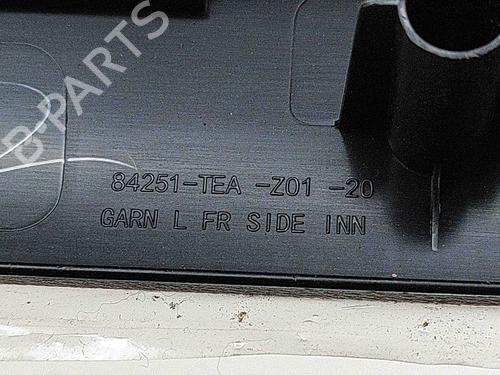 B-PARTS
84251-TEA -Z01 -20
GARN L FR SIDE INN